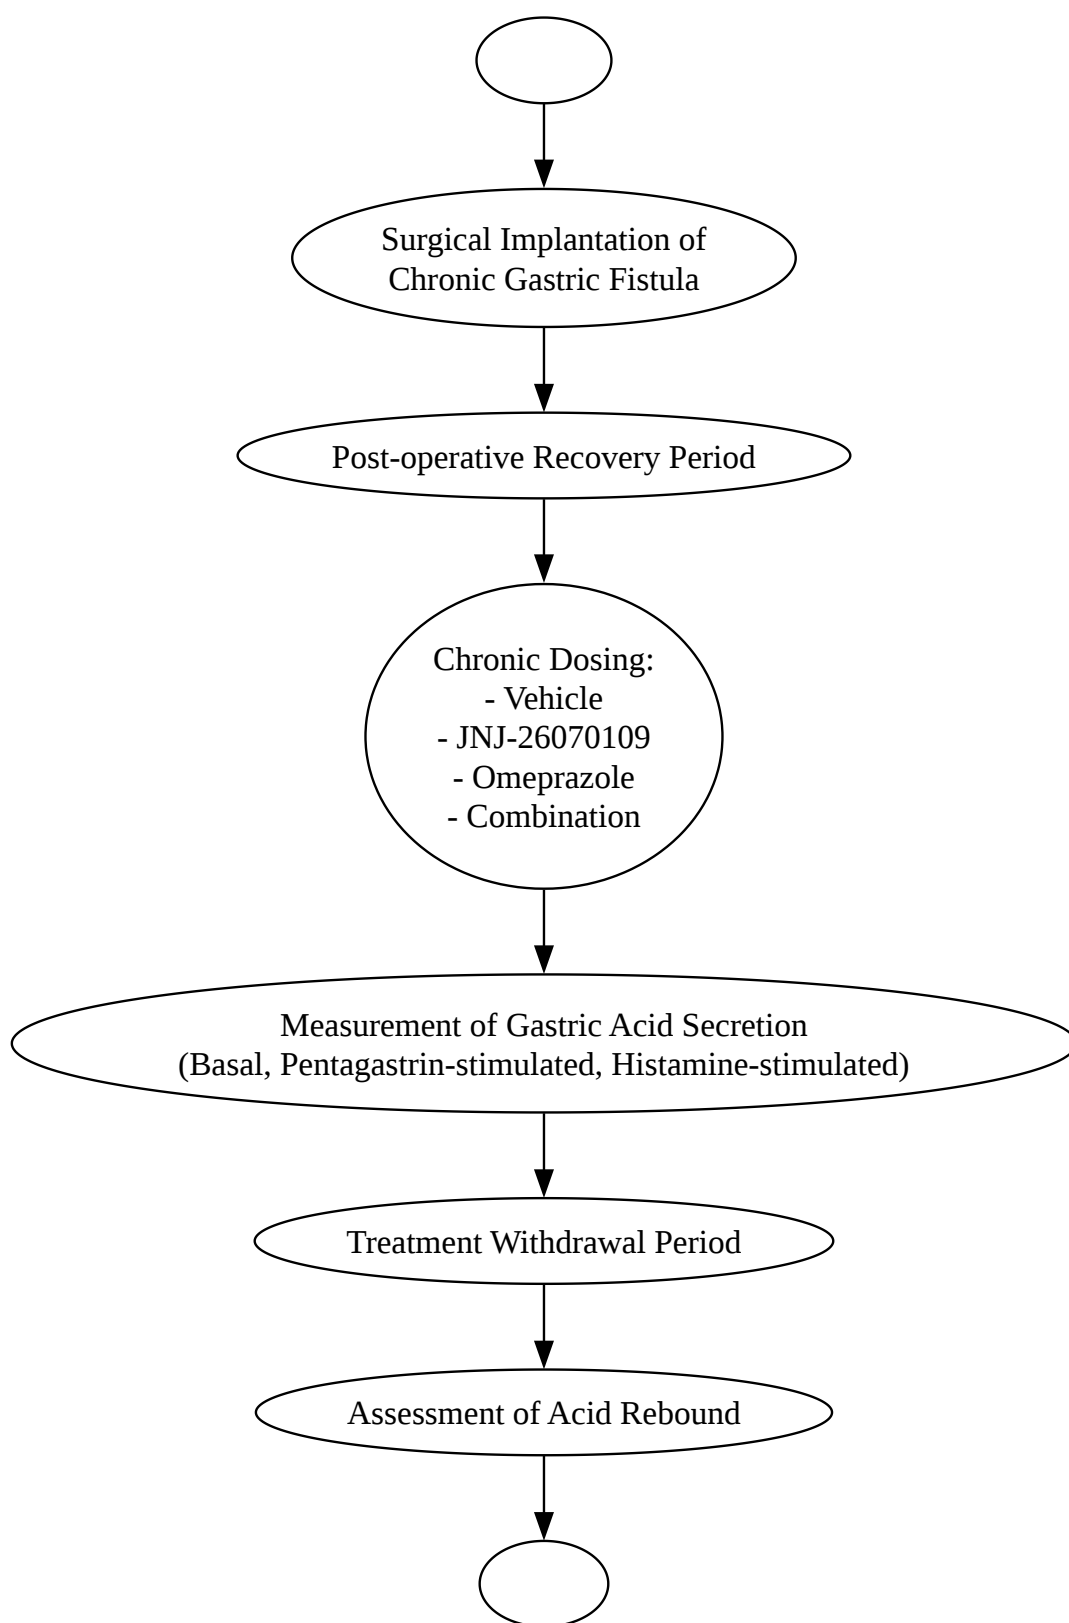 Surgical Implantation of
Chronic Gastric Fistula
Post-operative Recovery Period
Chronic Dosing:
- Vehicle
- JNJ-26070109
- Omeprazole
- Combination
Measurement of Gastric Acid Secretion
(Basal, Pentagastrin-stimulated, Histamine-stimulated)
Treatment Withdrawal Period
Assessment of Acid Rebound